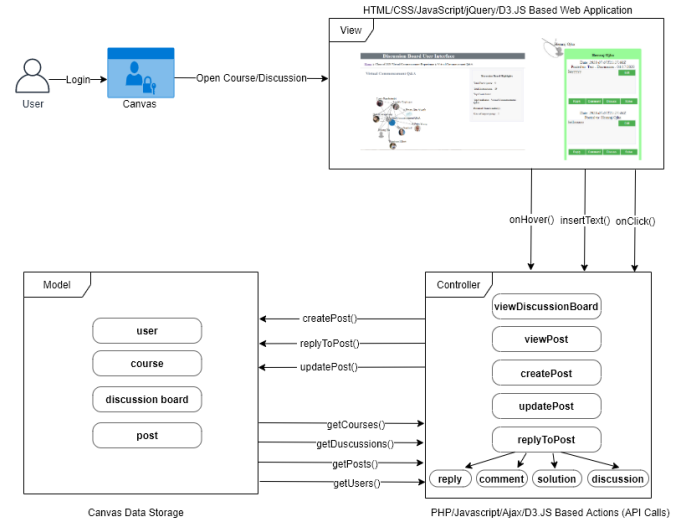 HTML/CSS/JavaScript/jQuery/D3.JS Based Web Application
View
Discussion Board User Interface
User
Login
Canvas
Open Course/Discussion
onHover()
insertText()
onClick()
Model
user
course
discussion board
post
createPost()
replyToPost()
updatePost()
getCourses()
getDuscussions()
getPosts()
getUsers()
Controller
viewDiscussionBoard
viewPost
createPost
updatePost
replyToPost
reply
comment
solution
discussion
Canvas Data Storage
PHP/Javascript/Ajax/D3.JS Based Actions (API Calls)